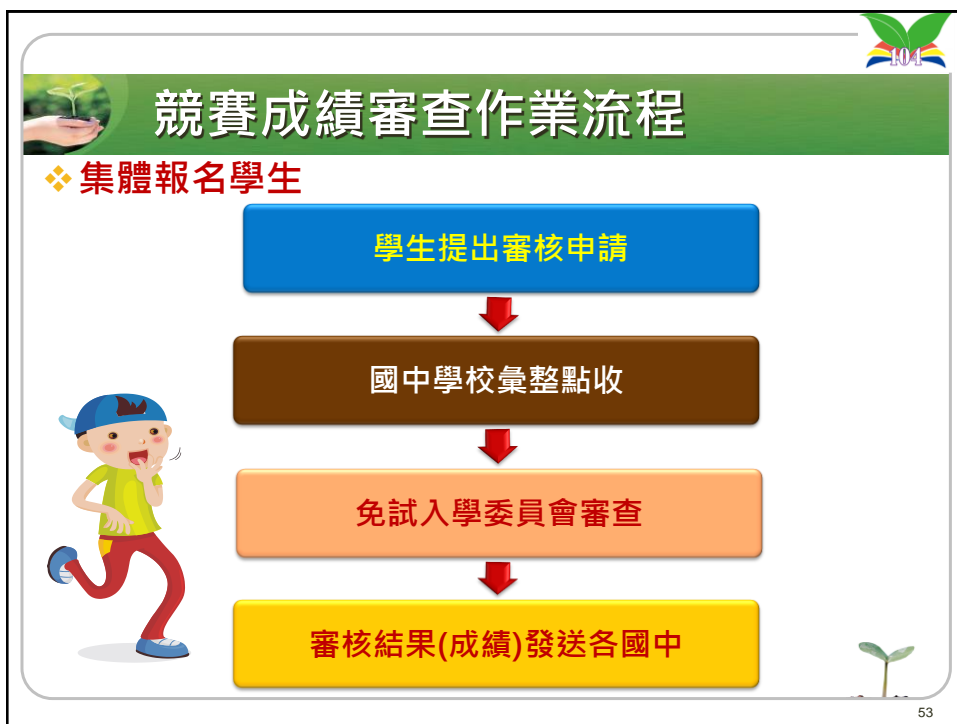 104
競賽成績審查作業流程
集體報名學生
學生提出審核申請
國中學校彙整點收
免試入學委員會審查
審核結果(成績)發送各國中
53